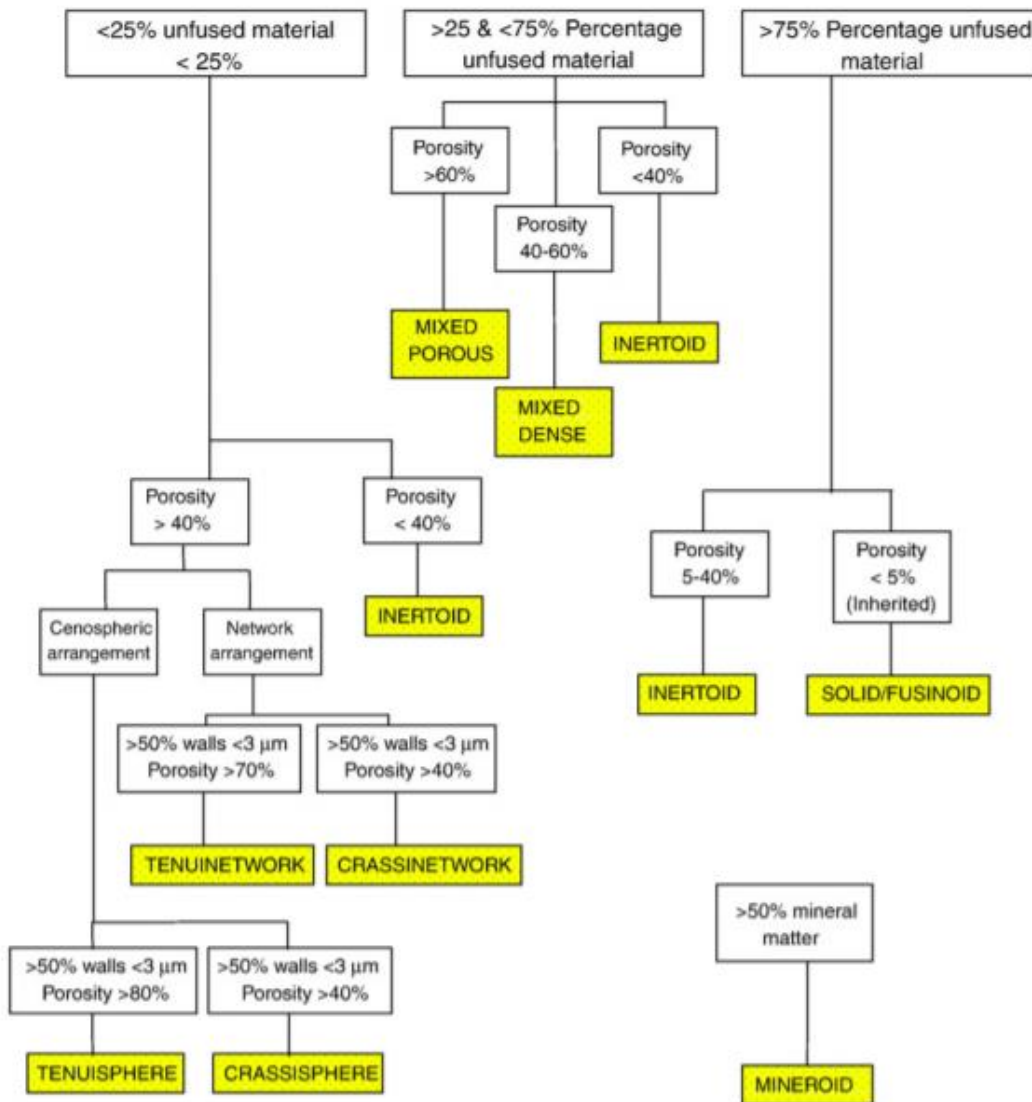 <25% unfused material
< 25%
>25 & <75% Percentage
unfused material
>75% Percentage unfused
material
Porosity
>60%
Porosity
<40%
Porosity
40-60%
MIXED
POROUS
INERTOID
MIXED
DENSE
Porosity
> 40%
Porosity
< 40%
Porosity
5-40%
Porosity
< 5%
(Inherited)
INERTOID
Cenospheric
arrangement
Network
arrangement
INERTOID
SOLID/FUSINOID
>50% walls <3 μm
Porosity >70%
>50% walls <3 μm
Porosity >40%
TENUINETWORK
CRASSINETWORK
>50% mineral
matter
>50% walls <3 μm
Porosity >80%
>50% walls <3 μm
Porosity >40%
TENUISPHERE
CRASSISPHERE
MINEROID